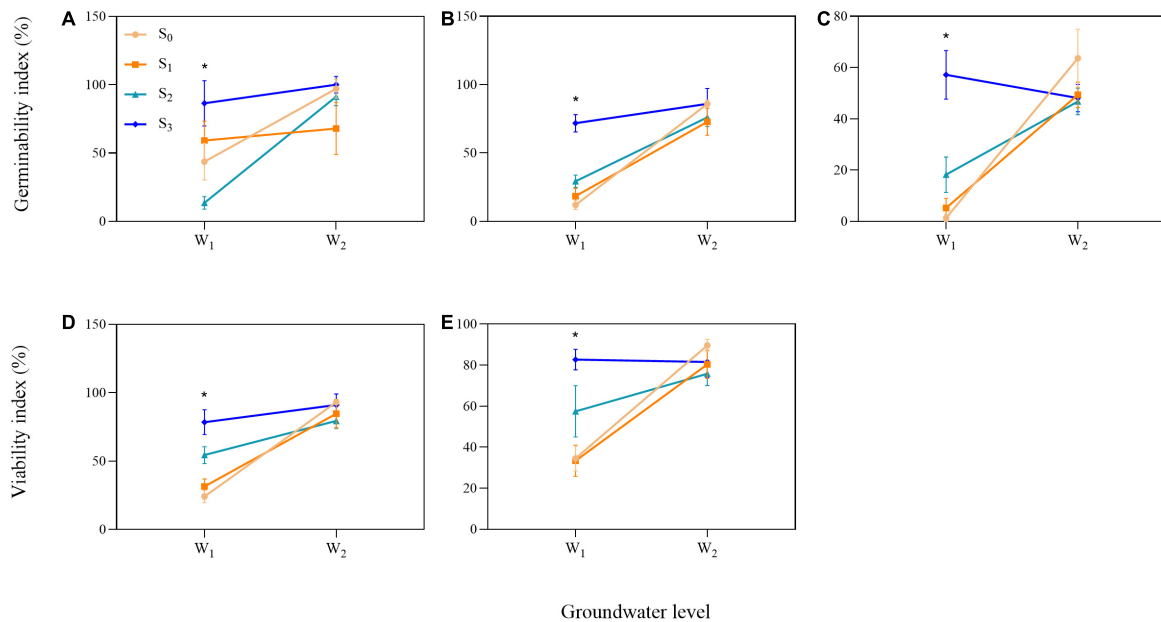 A
B
C
Germinability index (%)
150
100
50
0
S0
S1
S2
S3
*
W1
W2
150
100
50
0
*
W1
W2
80
60
40
20
0
*
W1
W2
D
E
Viability index (%)
150
100
50
0
*
W1
W2
100
80
60
40
20
0
*
W1
W2
Groundwater level